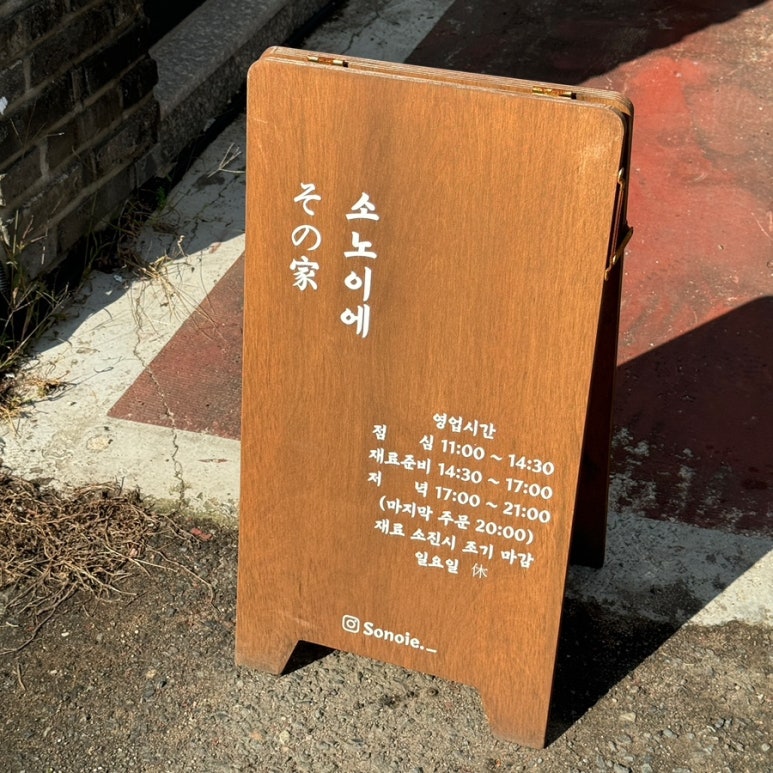 소노이에
その家
영업시간
점 심 11:00 ~ 14:30
재료준비 14:30 ~ 17:00
저 녁 17:00 ~ 21:00
(마지막 주문 20:00)
재료 소진시 조기 마감
일요일 休
Sonoie._